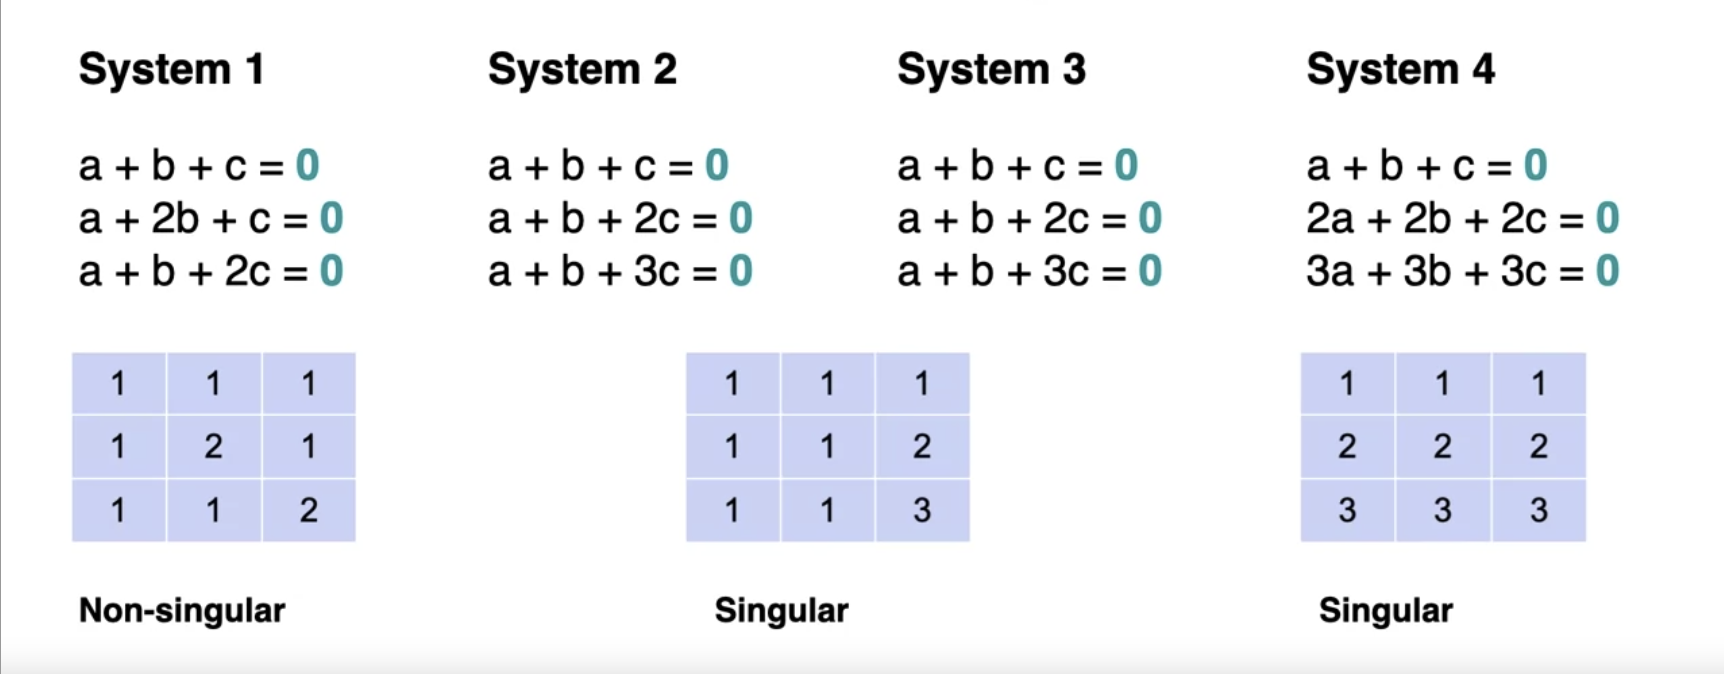 System 1
a + b + c = 0
a + 2b + c = 0
a + b + 2c = 0
System 2
a + b + c = 0
a + b + 2c = 0
a + b + 3c = 0
System 3
a + b + c = 0
a + b + 2c = 0
a + b + 3c = 0
System 4
a + b + c = 0
2a + 2b + 2c = 0
3a + 3b + 3c = 0
1 1 1
1 2 1
1 1 2
Non-singular
1 1 1
1 1 2
1 1 3
Singular
1 1 1
2 2 2
3 3 3
Singular